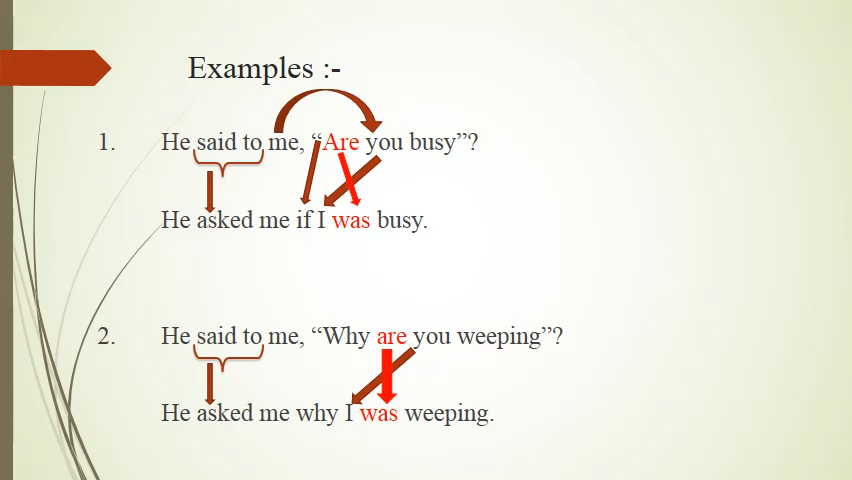 Examples :-
1. He said to me, “Are you busy”?
He asked me if I was busy.
2. He said to me, “Why are you weeping”?
He asked me why I was weeping.